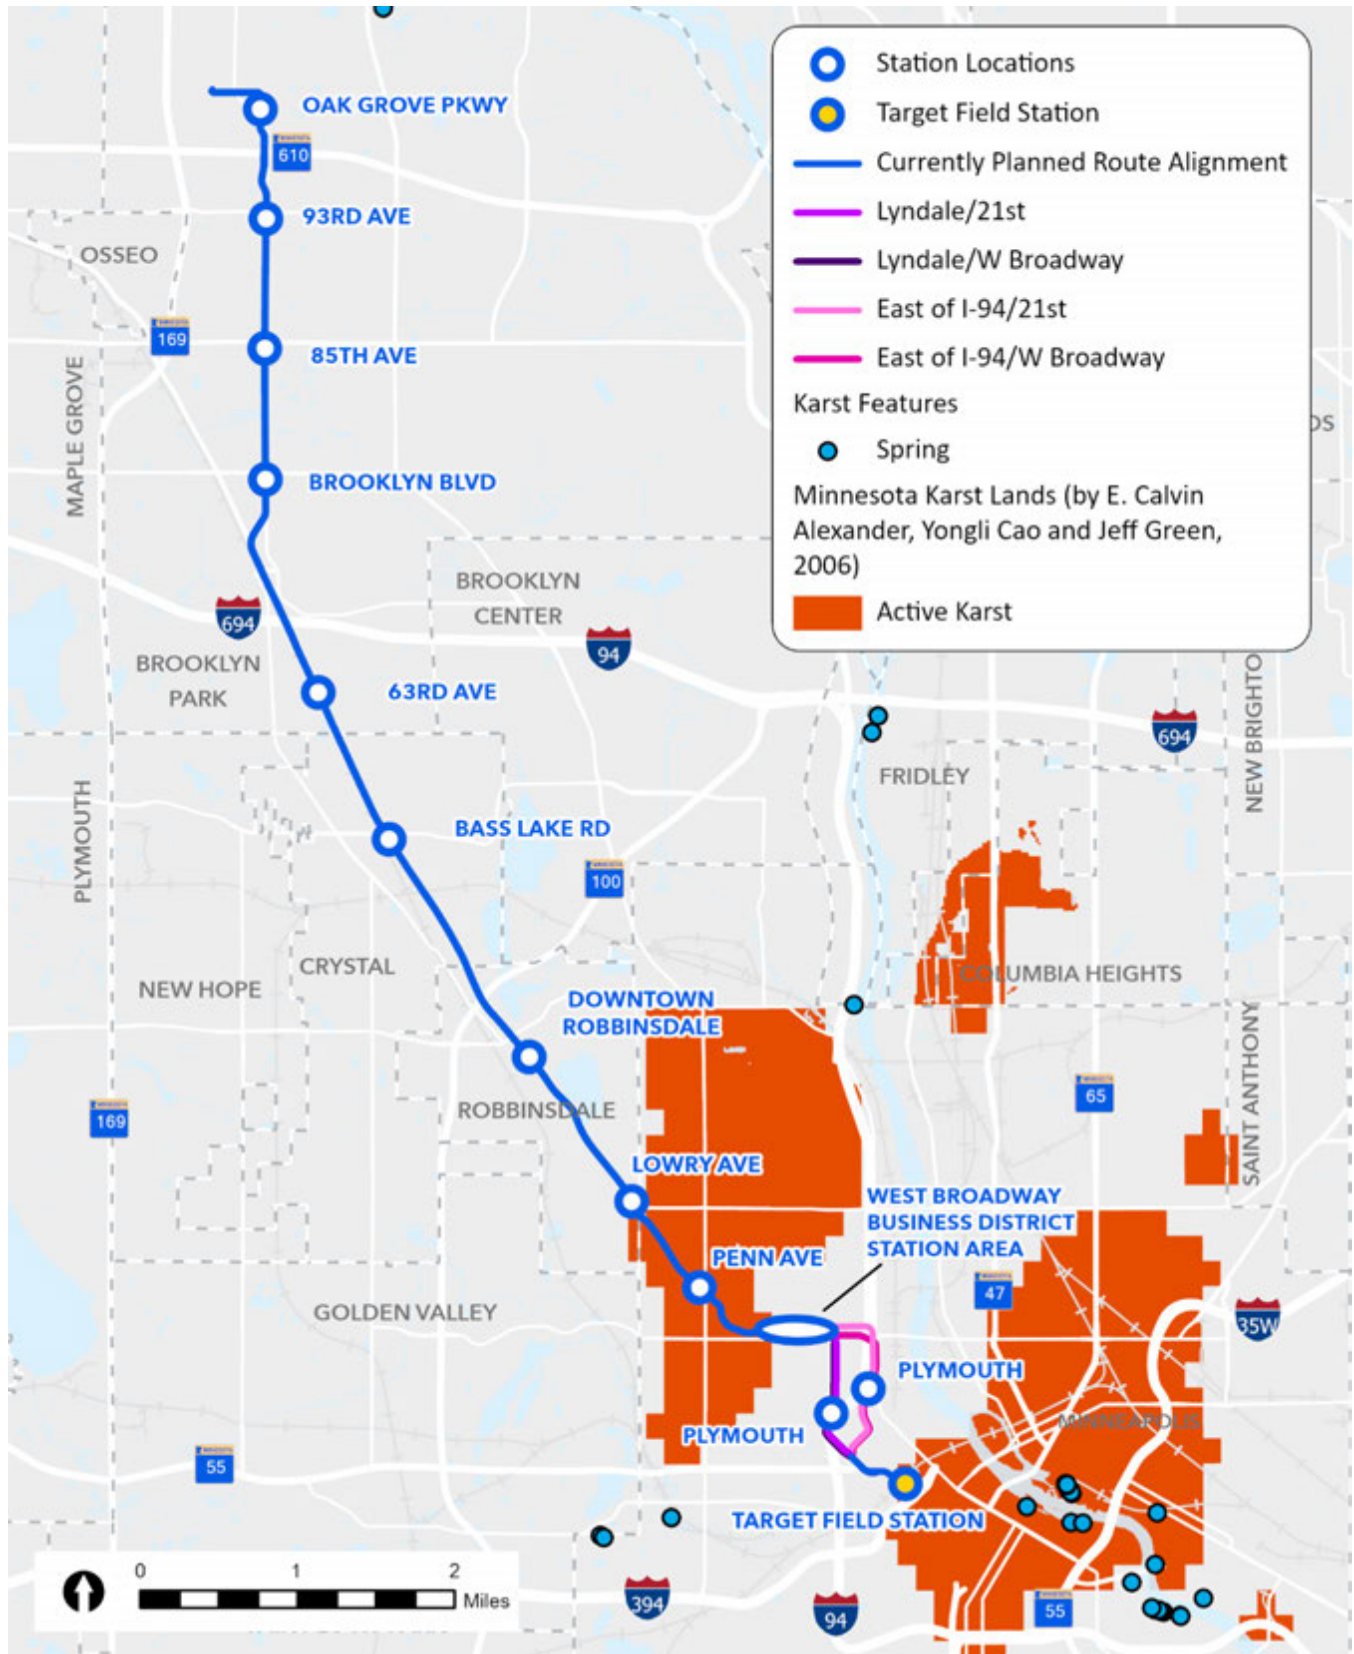 Station Locations
Target Field Station
Currently Planned Route Alignment
Lyndale/21st
Lyndale/W Broadway
East of I-94/21st
East of I-94/W Broadway
Karst Features
Spring
Minnesota Karst Lands (by E. Calvin
Alexander, Yongli Cao and Jeff Green,
2006)
Active Karst
OAK GROVE PKWY
610
93RD AVE
OSSEO
169
85TH AVE
MAPLE GROVE
BROOKLYN BLVD
BROOKLYN
CENTER
694
94
BROOKLYN
PARK
63RD AVE
694
NEW BRIGHTO
FRIDLEY
PLYMOUTH
BASS LAKE RD
100
CRYSTAL
NEW HOPE
COLUMBIA HEIGHTS
DOWNTOWN
ROBBINSDALE
SAINT ANTHONY
65
169
ROBBINSDALE
LOWRY AVE
WEST BROADWAY
BUSINESS DISTRICT
STATION AREA
PENN AVE
47
35W
GOLDEN VALLEY
PLYMOUTH
PLYMOUTH
MINNEAPOLIS
55
TARGET FIELD STATION
0 1 2
Miles
394
94
55